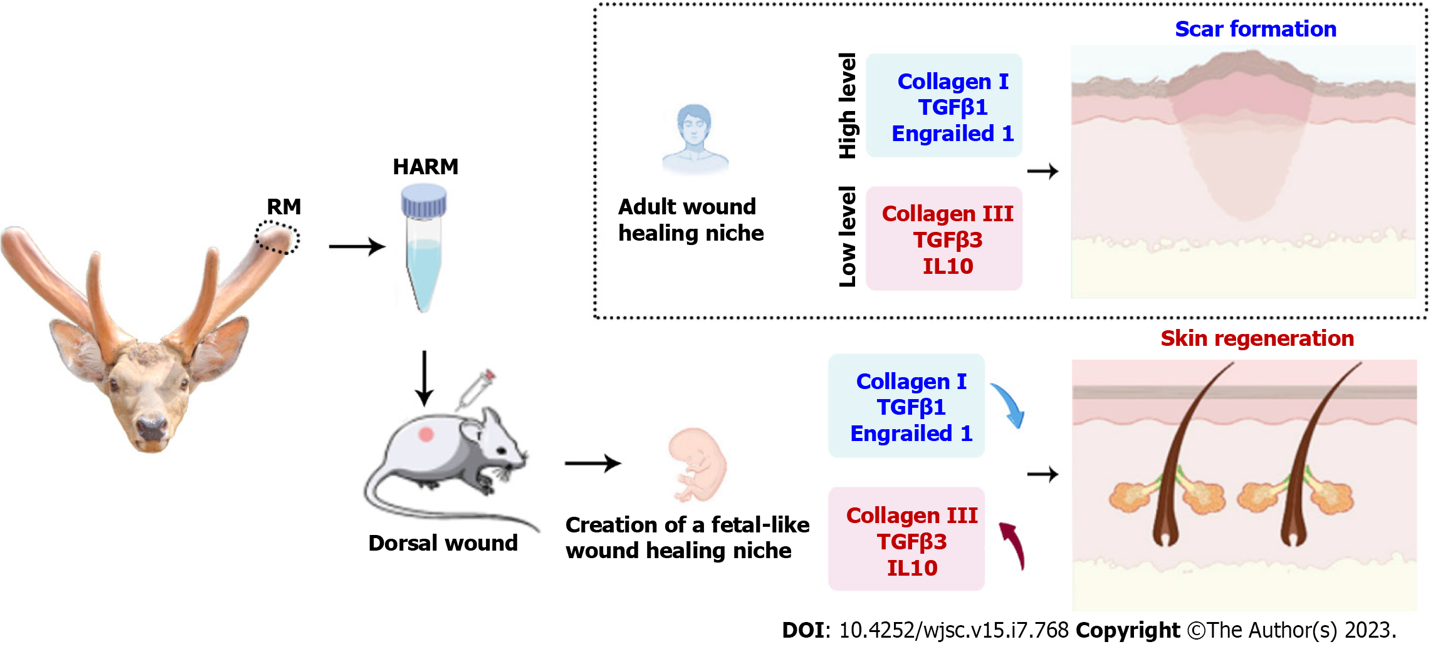 RM
HARM
Dorsal wound
Creation of a fetal-like
wound healing niche
Adult wound
healing niche
High level
Collagen I
TGFβ1
Engrailed 1
Low level
Collagen III
TGFβ3
IL10
Scar formation
Collagen I
TGFβ1
Engrailed 1
Collagen III
TGFβ3
IL10
Skin regeneration
DOI: 10.4252/wjsc.v15.i7.768 Copyright ©The Author(s) 2023.